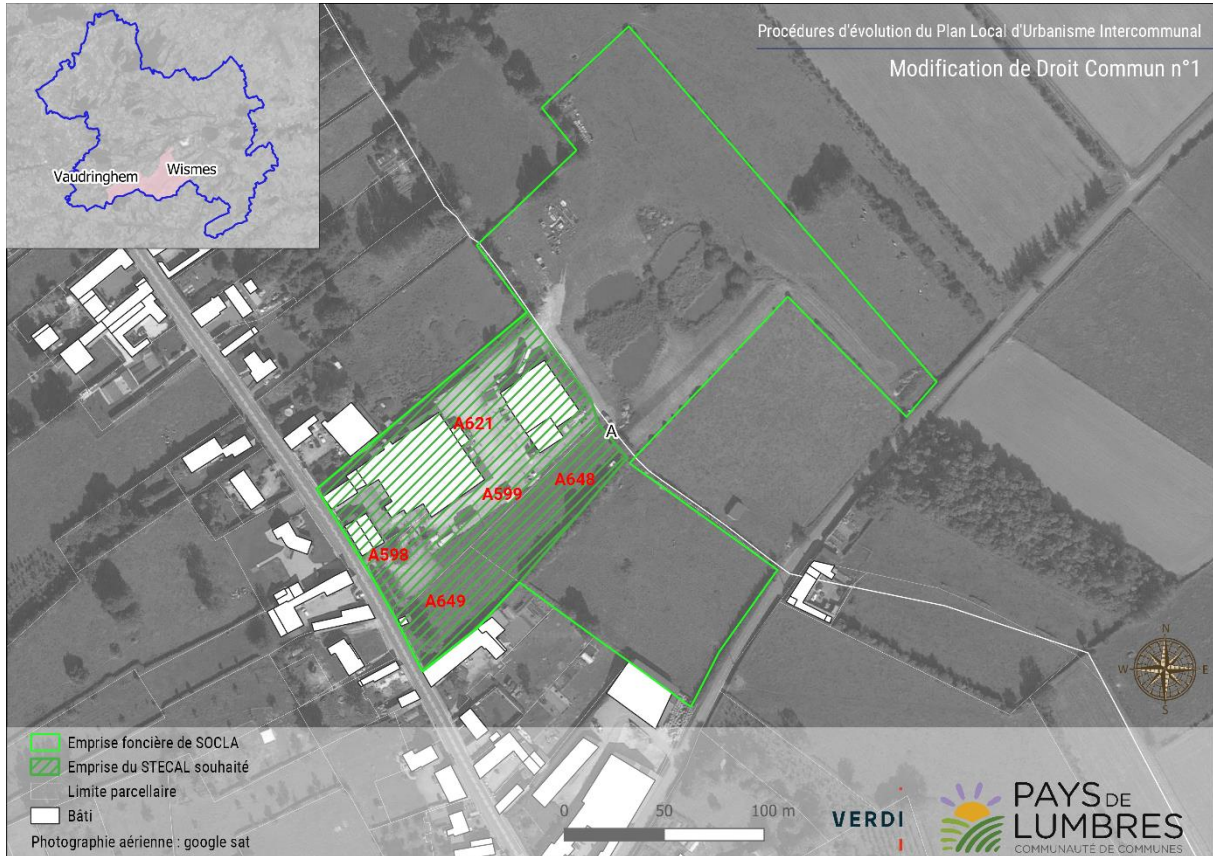 Procédures d'évolution du Plan Local d'Urbanisme Intercommunal
Modification de Droit Commun n°1
Wismes
Vaudringhem
A621
A
A648
A599
A598
A649
N
W
E
S
Emprise foncière de SOCLA
Emprise du STECAL souhaité
Limite parcellaire
Bâti
Photographie aérienne : google sat
0 50 100 m
VERDI
PAYS DE
LUMBRES
COMMUNAUTÉ DE COMMUNES